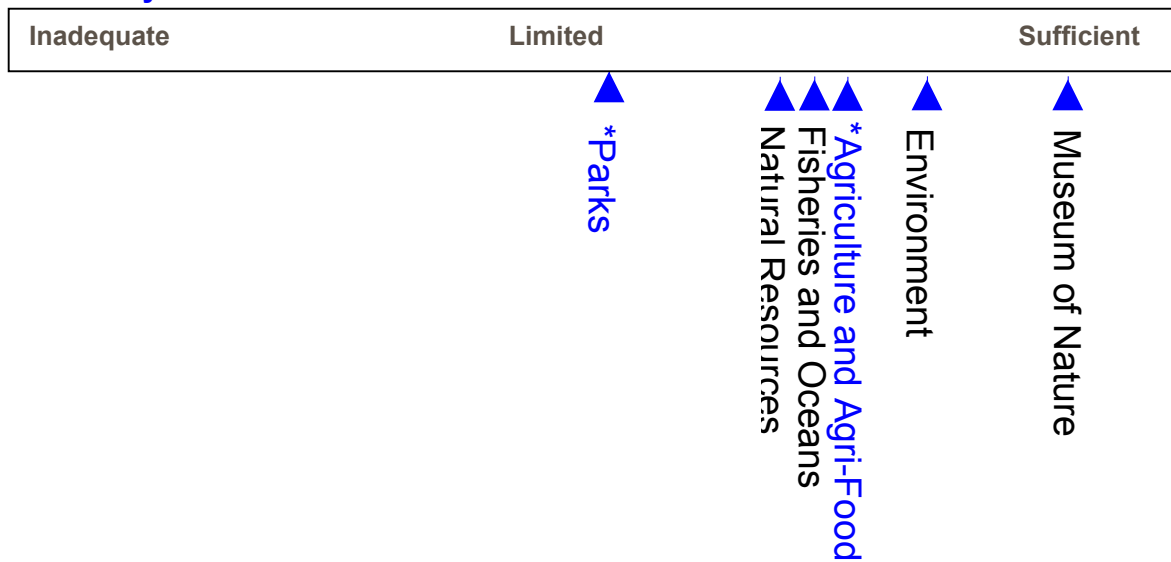 Inadequate Limited Sufficient
*Parks
Natural Resources
Fisheries and Oceans
*Agriculture and Agri-Food
Environment
Museum of Nature